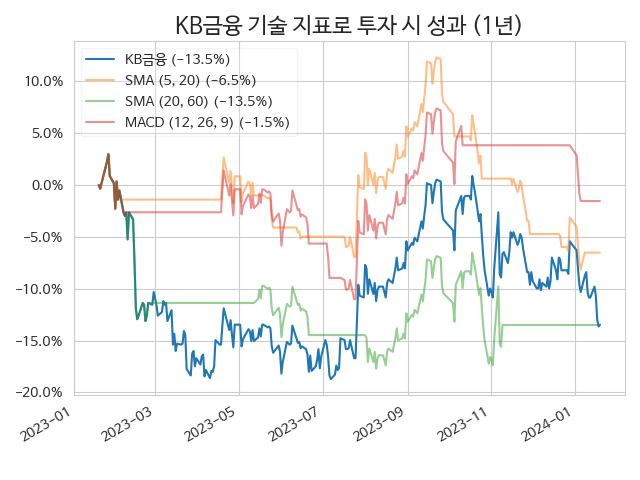 KB금융 기술 지표로 투자 시 성과 (1년)
KB금융 (−13.5%)
SMA (5, 20) (−6.5%)
SMA (20, 60) (−13.5%)
MACD (12, 26, 9) (−1.5%)
10.0%
5.0%
0.0%
−5.0%
−10.0%
−15.0%
−20.0%
2023-01
2023-03
2023-05
2023-07
2023-09
2023-11
2024-01